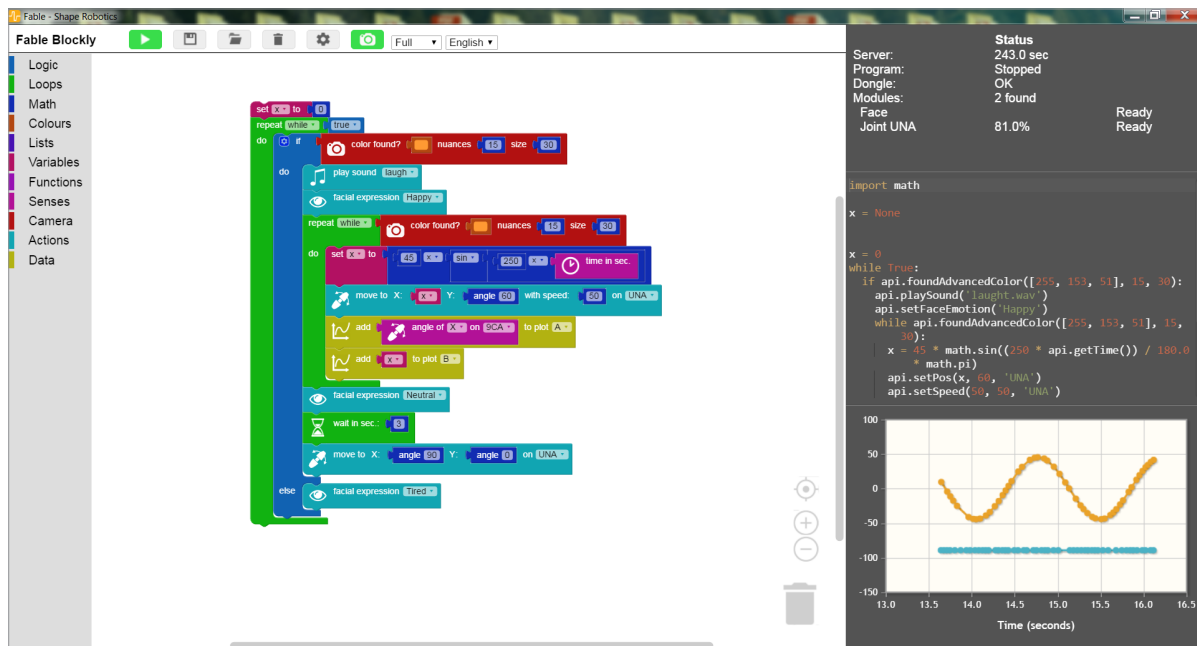 Fable - Shape Robotics
Fable Blockly
Full
English
Logic
Loops
Math
Colours
Lists
Variables
Functions
Senses
Camera
Actions
Data
set x to 0
repeat while true
do if color found? nuances 15 size 30
do play sound laugh
facial expression Happy
repeat while color found? nuances 15 size 30
do set x to 45 x sin 250 x time in sec.
move to X: x Y: angle 60 with speed: 50 on UNA
add angle of X on 9CA to plot A
add x to plot B
facial expression Neutral
wait in sec.: 3
move to X: angle 90 Y: angle 0 on UNA
else facial expression Tired
Status
Server: 243.0 sec
Program: Stopped
Dongle: OK
Modules: 2 found
Face Ready
Joint UNA 81.0% Ready
import math
x = None
x = 0
while True:
if api.foundAdvancedColor([255, 153, 51], 15, 30):
api.playSound('laught.wav')
api.setFaceEmotion('Happy')
while api.foundAdvancedColor([255, 153, 51], 15,
30):
x = 45 * math.sin((250 * api.getTime()) / 180.0
* math.pi)
api.setPos(x, 60, 'UNA')
api.setSpeed(50, 50, 'UNA')
100
50
0
-50
-100
-150
13.0 13.5 14.0 14.5 15.0 15.5 16.0 16.5
Time (seconds)